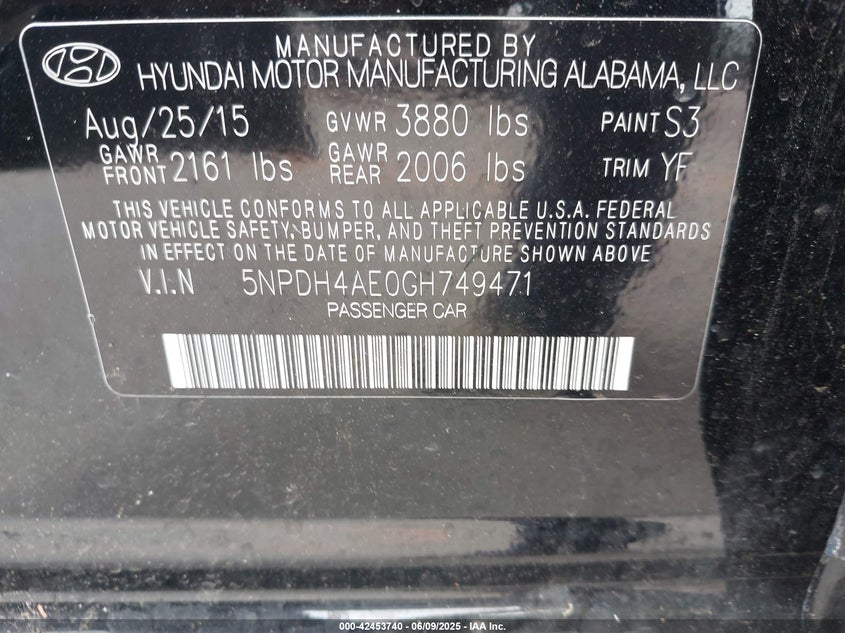 MANUFACTURED BY
HYUNDAI MOTOR MANUFACTURING ALABAMA, LLC
Aug/25/15 GVWR 3880 lbs PAINT S3
GAWR FRONT 2161 lbs GAWR REAR 2006 lbs TRIM YF
THIS VEHICLE CONFORMS TO ALL APPLICABLE U.S.A. FEDERAL
MOTOR VEHICLE SAFETY, BUMPER, AND THEFT PREVENTION STANDARDS
IN EFFECT ON THE DATE OF MANUFACTURE SHOWN ABOVE
V.I.N 5NPDH4AE0GH749471
PASSENGER CAR
000-42453740 - 06/09/2025 - IAA Inc.